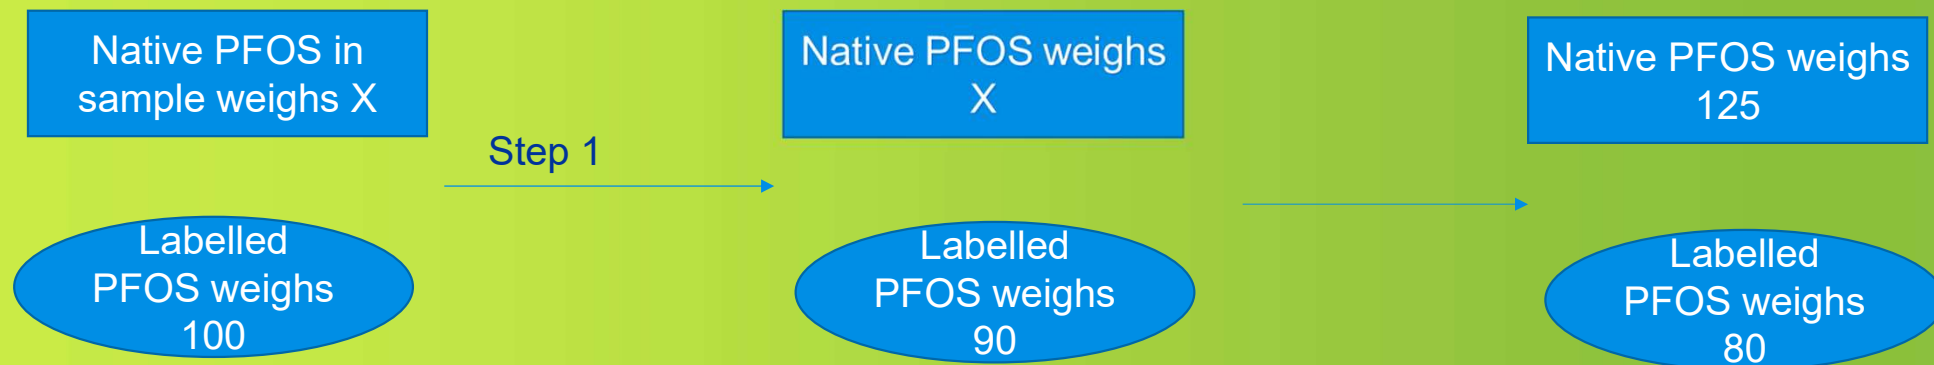 Native PFOS in
sample weighs X
Step 1
Native PFOS weighs
X
Native PFOS weighs
125
Labelled
PFOS weighs
100
Labelled
PFOS weighs
90
Labelled
PFOS weighs
80